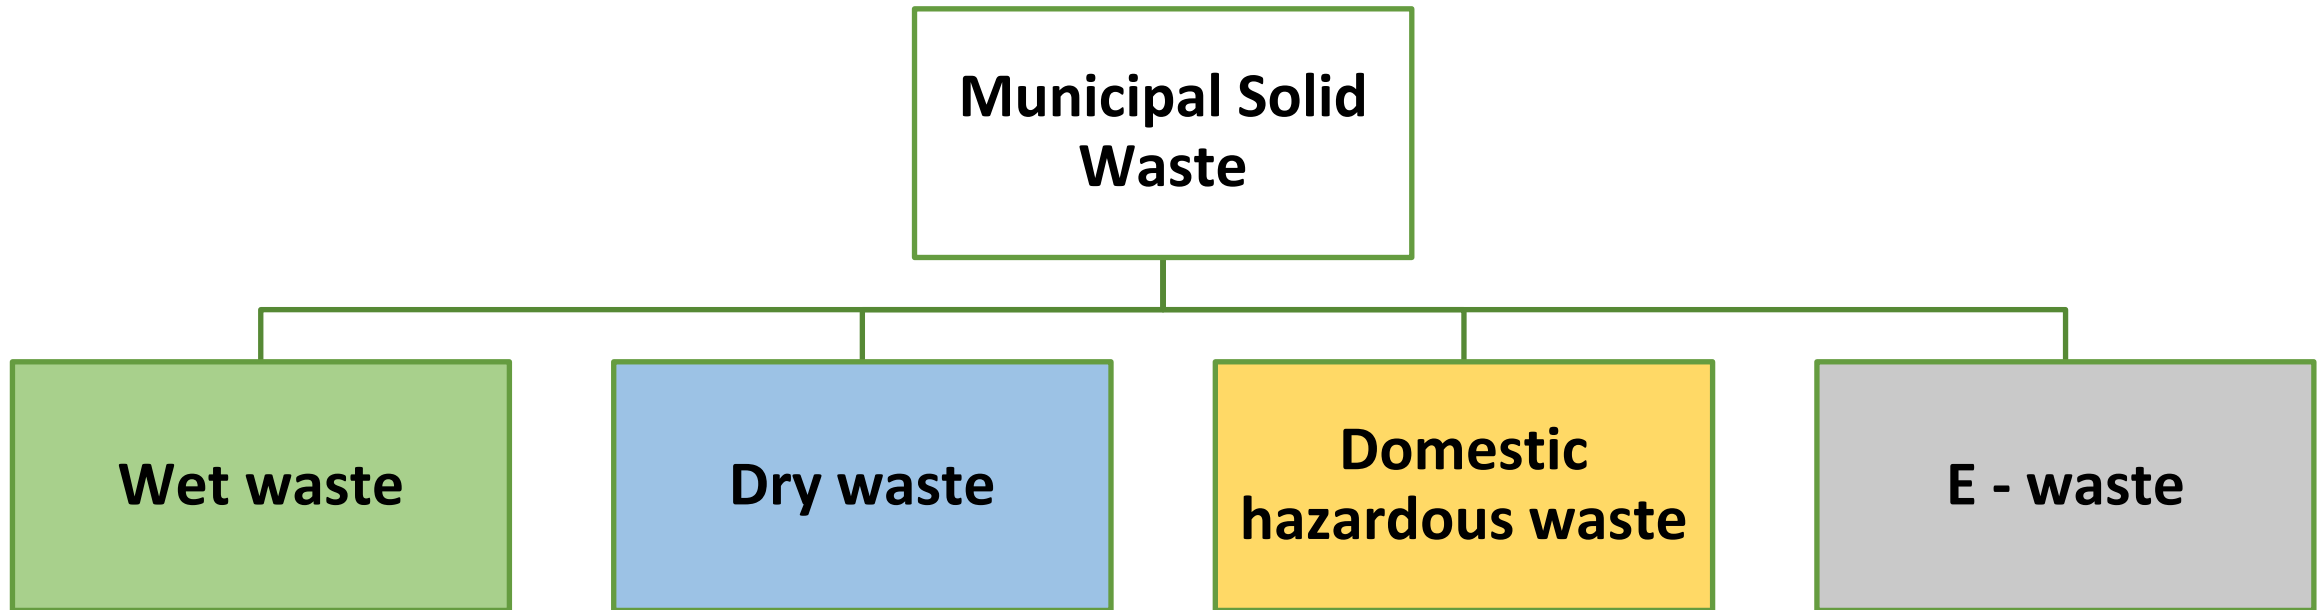 Municipal Solid
Waste
Wet waste
Dry waste
Domestic
hazardous waste
E - waste